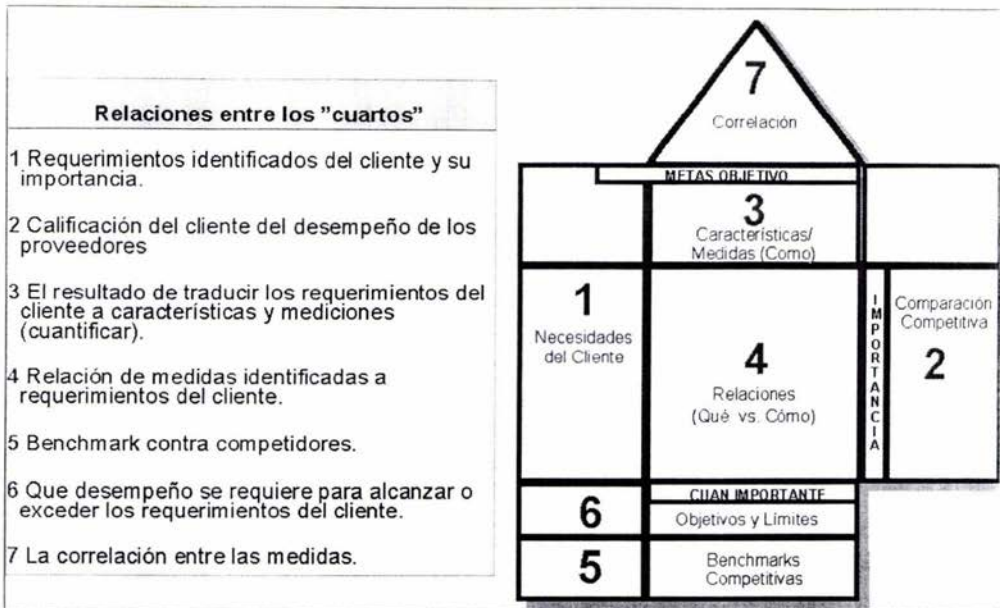 Relaciones entre los "cuartos"
1 Requerimientos identificados del cliente y su
importancia.
2 Calificación del cliente del desempeño de los
proveedores
3 El resultado de traducir los requerimientos del
cliente a características y mediciones
(cuantificar).
4 Relación de medidas identificadas a
requerimientos del cliente.
5 Benchmark contra competidores.
6 Que desempeño se requiere para alcanzar o
exceder los requerimientos del cliente.
7 La correlación entre las medidas.
7
Correlación
METAS OBJETIVO
3
Características/
Medidas (Como)
1
Necesidades
del Cliente
4
Relaciones
(Qué vs. Cómo)
IMPORTANCIA
Comparación
Competitiva
2
CUAN IMPORTANTE
6
Objetivos y Límites
5
Benchmarks
Competitivas